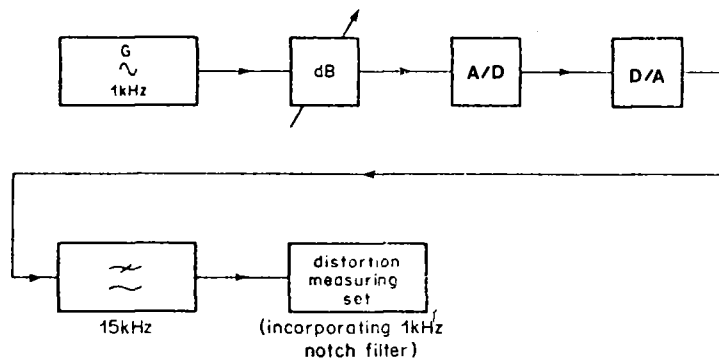 G
1kHz
dB
A/D
D/A
15kHz
distortion
measuring
set
(incorporating 1kHz
notch filter)